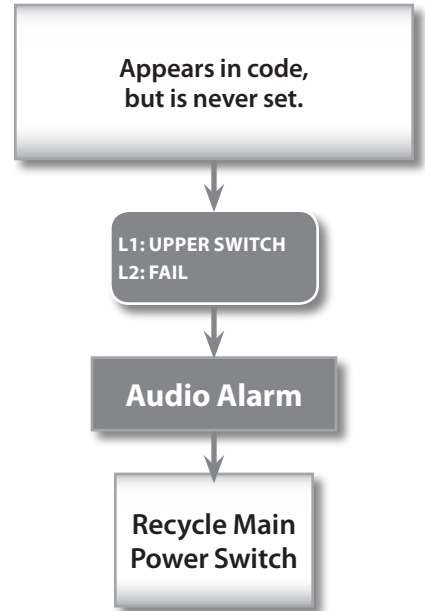 Appears in code,
but is never set.
L1: UPPER SWITCH
L2: FAIL
Audio Alarm
Recycle Main
Power Switch